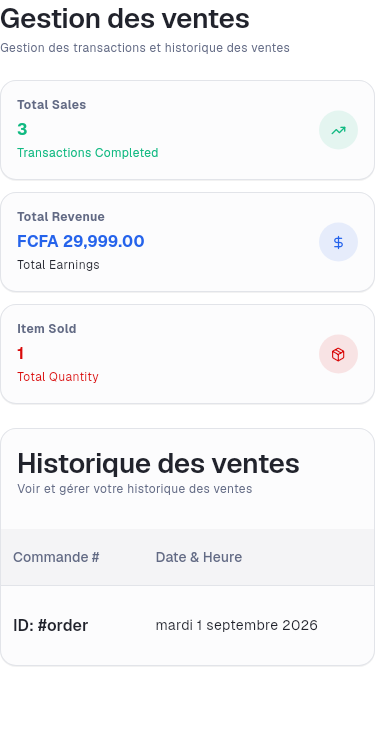 Gestion des ventes
Gestion des transactions et historique des ventes
Total Sales
3
Transactions Completed
Total Revenue
FCFA 29,999.00
Total Earnings
Item Sold
1
Total Quantity
Historique des ventes
Voir et gérer votre historique des ventes
Commande # Date & Heure
ID: #order mardi 1 septembre 2026